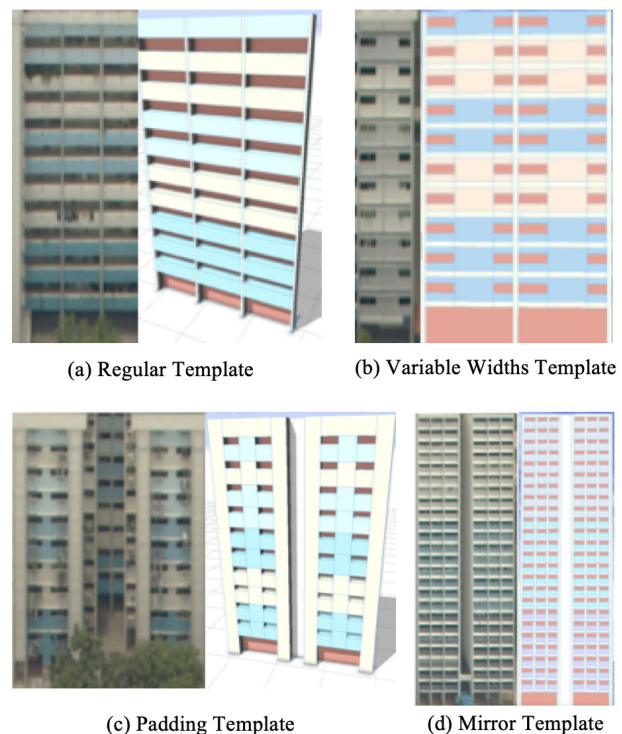 (a) Regular Template
(b) Variable Widths Template
(c) Padding Template
(d) Mirror Template